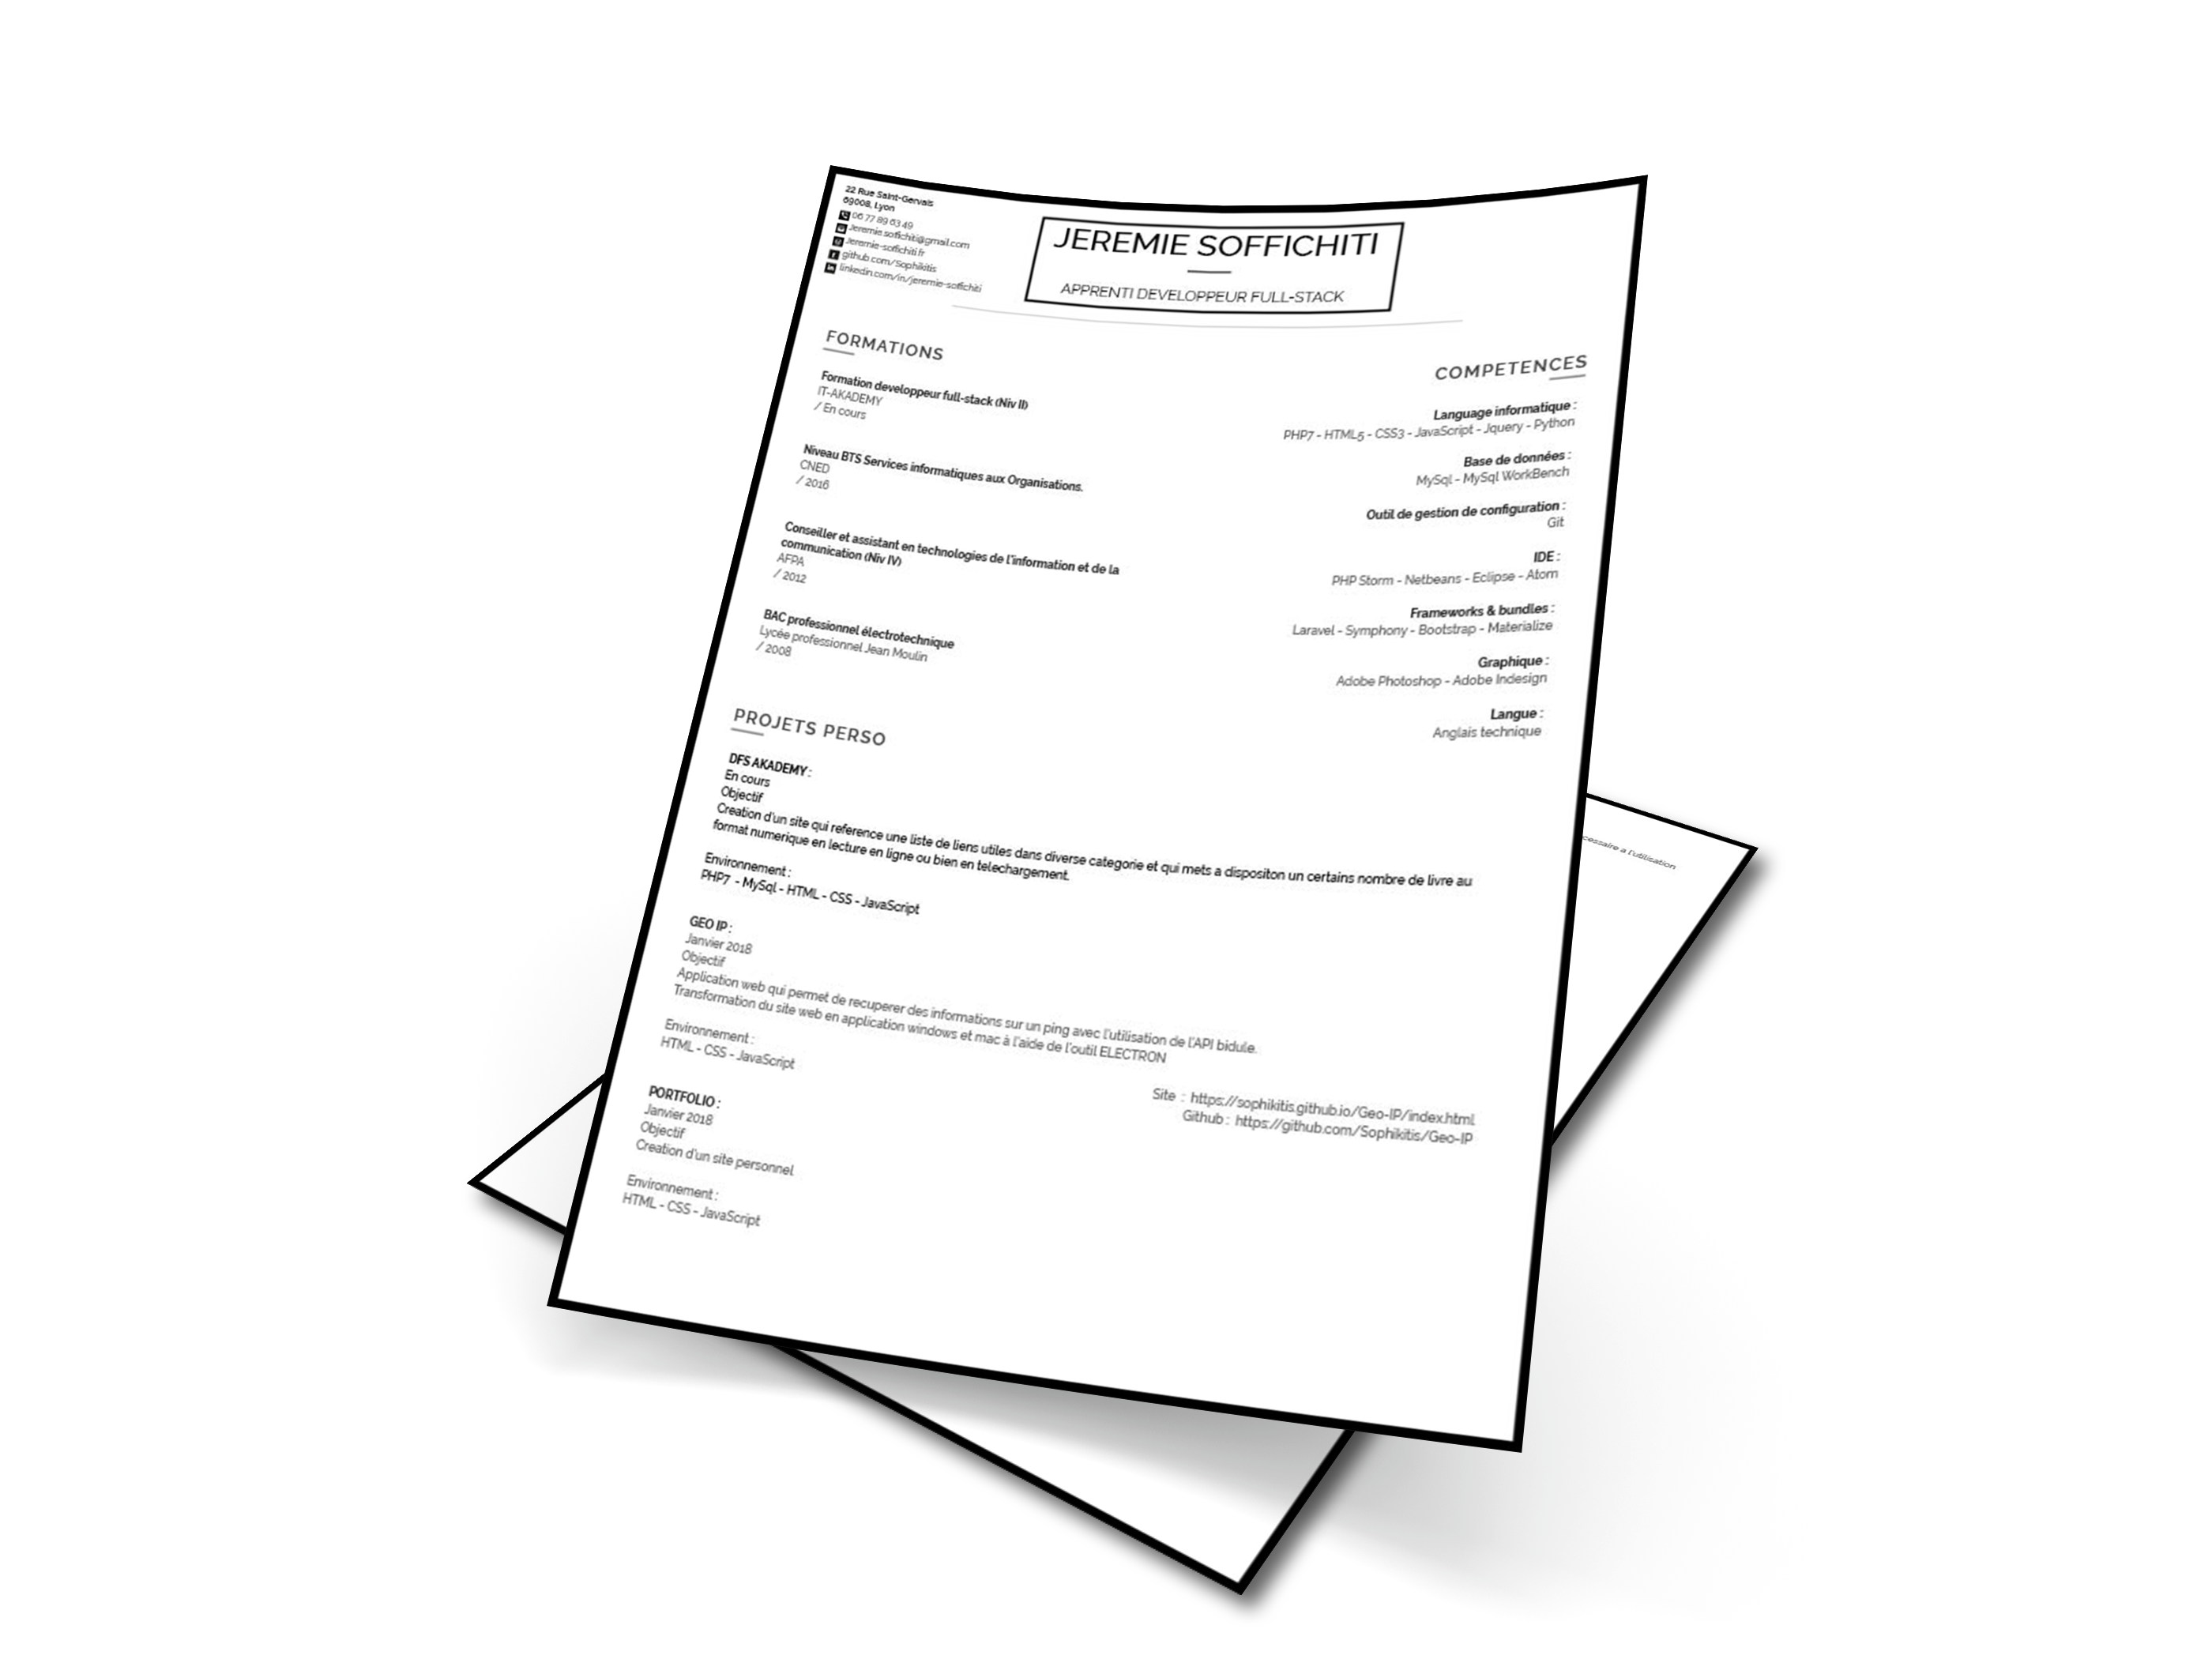 22 Rue Saint-Gervais
69008, Lyon
06 77 89 63 49
Jeremie.soffichiti@gmail.com
Jeremie-soffichiti.fr
github.com/Sophikitis
linkedin.com/in/jeremie-soffichiti
JEREMIE SOFFICHITI
APPRENTI DEVELOPPEUR FULL-STACK
FORMATIONS
Formation developpeur full-stack (Niv II)
IT-AKADEMY
/ En cours
Niveau BTS Services informatiques aux Organisations.
CNED
/ 2016
Conseiller et assistant en technologies de l'information et de la
communication (Niv IV)
AFPA
/ 2012
BAC professionnel électrotechnique
Lycée professionnel Jean Moulin
/ 2008
COMPETENCES
Language informatique :
PHP7 - HTML5 - CSS3 - JavaScript - Jquery - Python
Base de données :
MySql - MySql WorkBench
Outil de gestion de configuration :
Git
IDE :
PHP Storm - Netbeans - Eclipse - Atom
Frameworks & bundles :
Laravel - Symphony - Bootstrap - Materialize
Graphique :
Adobe Photoshop - Adobe Indesign
Langue :
Anglais technique
PROJETS PERSO
DFS AKADEMY :
En cours
Objectif
Creation d'un site qui reference une liste de liens utiles dans diverse categorie et qui mets a dispositon un certains nombre de livre au
format numerique en lecture en ligne ou bien en telechargement.
Environnement :
PHP7 - MySql - HTML - CSS - JavaScript
GEO IP :
Janvier 2018
Objectif
Application web qui permet de recuperer des informations sur un ping avec l'utilisation de l'API bidule.
Transformation du site web en application windows et mac à l'aide de l'outil ELECTRON
Environnement :
HTML - CSS - JavaScript
Site : https://sophikitis.github.io/Geo-IP/index.html
Github : https://github.com/Sophikitis/Geo-IP
PORTFOLIO :
Janvier 2018
Objectif
Creation d'un site personnel
Environnement :
HTML - CSS - JavaScript
cessaire a l'utilisation